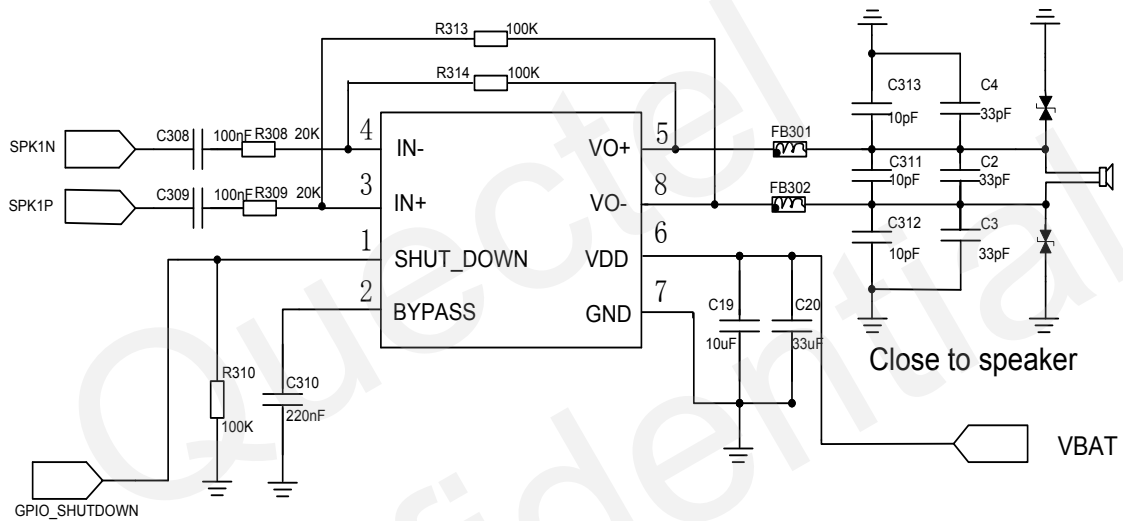 R313 100K
R314 100K
C313
10pF
C4
33pF
SPK1N
C308
100nF
R308 20K
4
IN-
VO+
5
FB301
C311
10pF
C2
33pF
SPK1P
C309
100nF
R309 20K
3
IN+
VO-
8
FB302
C312
10pF
C3
33pF
1
SHUT_DOWN
VDD
6
2
BYPASS
GND
7
C19
10uF
C20
33uF
Close to speaker
R310
100K
C310
220nF
VBAT
GPIO_SHUTDOWN
Quectel
fidential